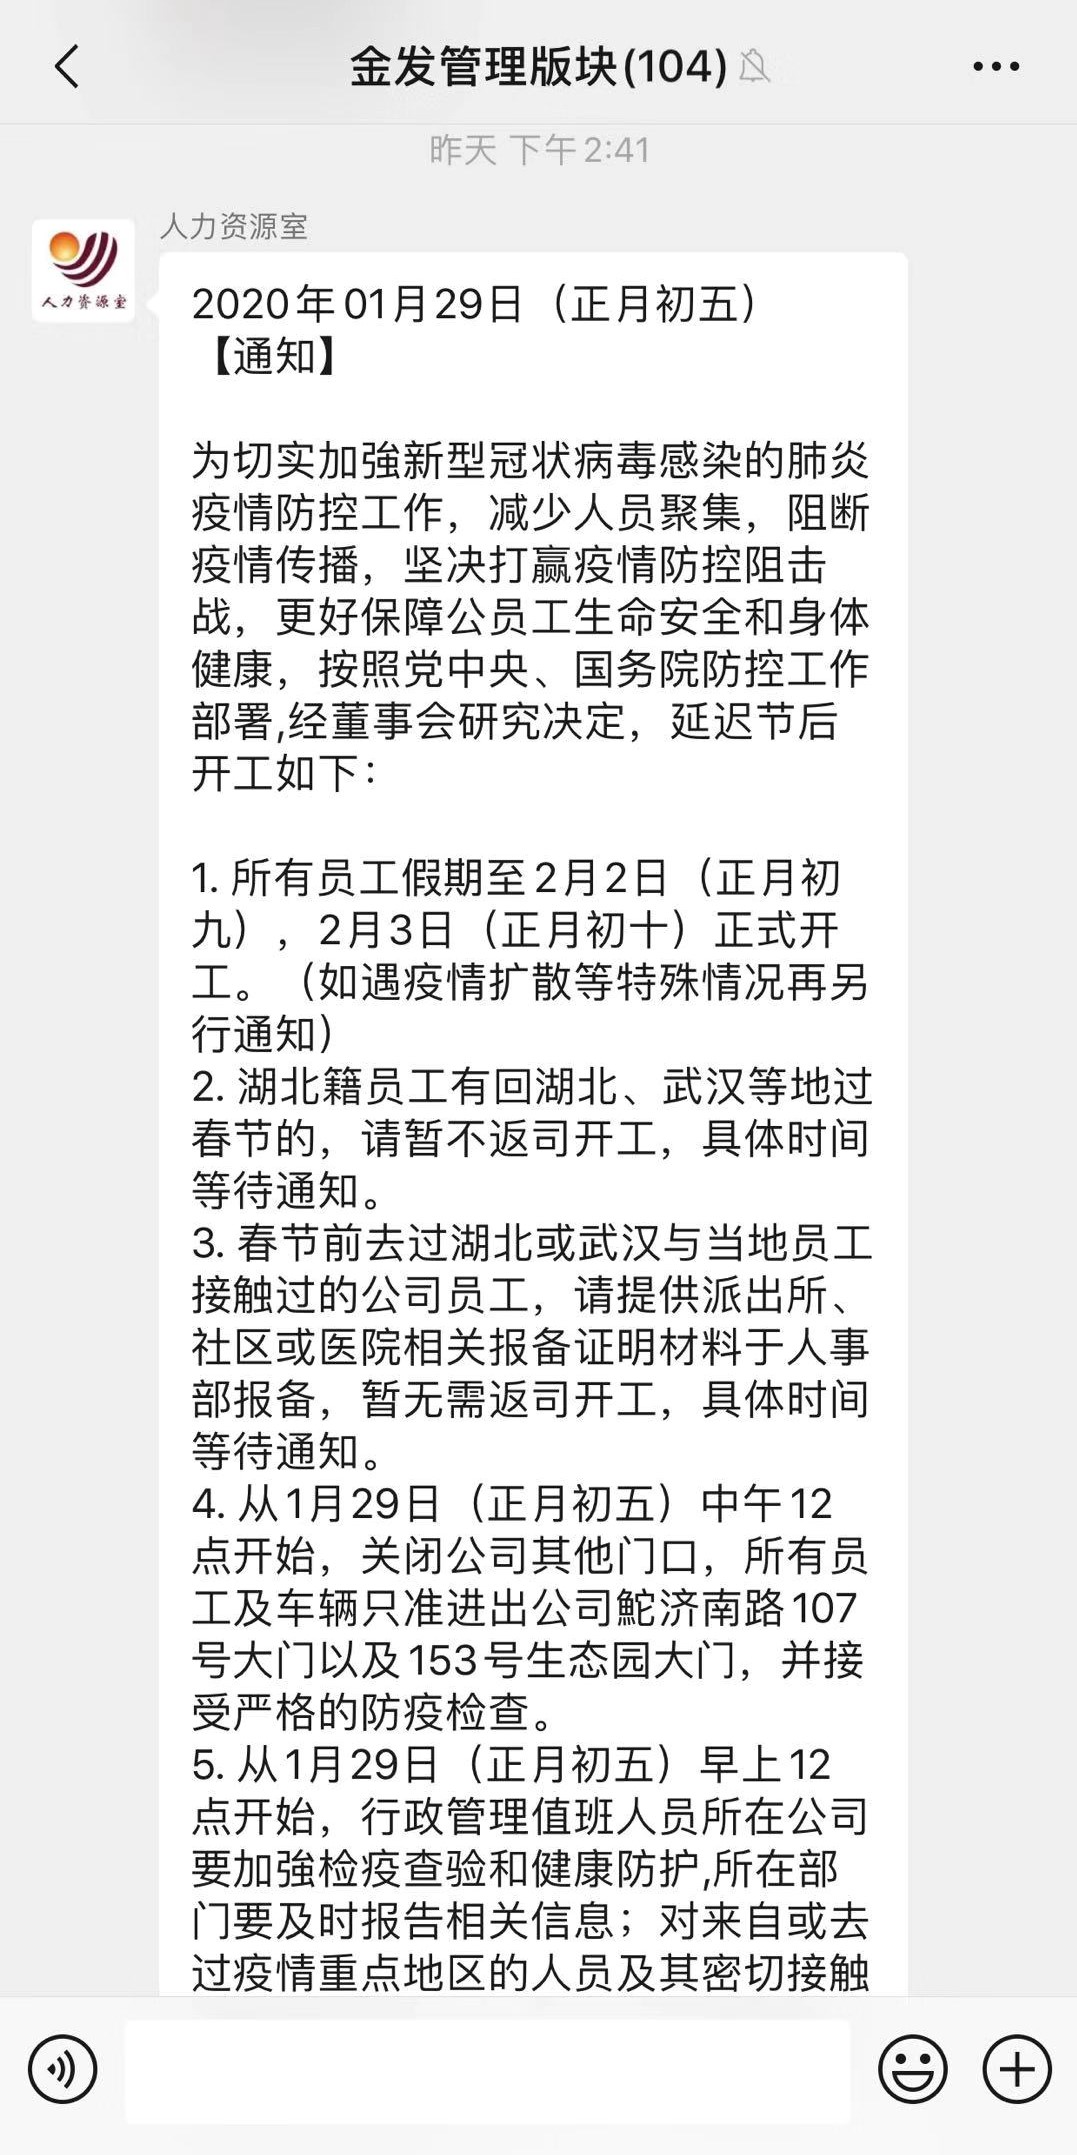 金发管理版块(104)
昨天 下午2:41
人力资源室
人力资源室
2020年01月29日（正月初五）
【通知】
为切实加強新型冠状病毒感染的肺炎
疫情防控工作，减少人员聚集，阻断
疫情传播，坚决打赢疫情防控阻击
战，更好保障公员工生命安全和身体
健康，按照党中央、国务院防控工作
部署,经董事会研究决定，延迟节后
开工如下：
1. 所有员工假期至2月2日（正月初
九），2月3日（正月初十）正式开
工。（如遇疫情扩散等特殊情况再另
行通知）
2. 湖北籍员工有回湖北、武汉等地过
春节的，请暂不返司开工，具体时间
等待通知。
3. 春节前去过湖北或武汉与当地员工
接触过的公司员工，请提供派出所、
社区或医院相关报备证明材料于人事
部报备，暂无需返司开工，具体时间
等待通知。
4. 从1月29日（正月初五）中午12
点开始，关闭公司其他门口，所有员
工及车辆只准进出公司鮀济南路107
号大门以及153号生态园大门，并接
受严格的防疫检查。
5. 从1月29日（正月初五）早上12
点开始，行政管理值班人员所在公司
要加強检疫查验和健康防护,所在部
门要及时报告相关信息；对来自或去
过疫情重点地区的人员及其密切接触